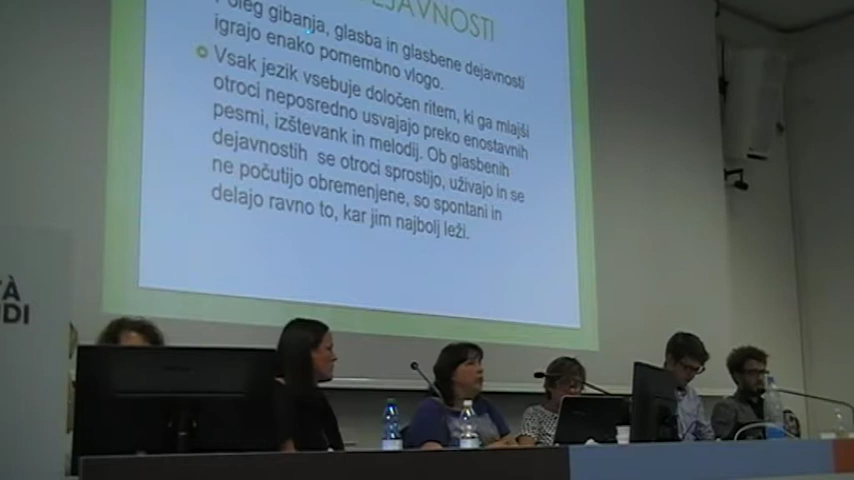 DEJAVNOSTI
Poleg gibanja, glasba in glasbene dejavnosti
igrajo enako pomembno vlogo.
Vsak jezik vsebuje določen ritem, ki ga mlajši
otroci neposredno usvajajo preko enostavnih
pesmi, izštevank in melodij. Ob glasbenih
dejavnostih se otroci sprostijo, uživajo in se
ne počutijo obremenjene, so spontani in
delajo ravno to, kar jim najbolj leži.